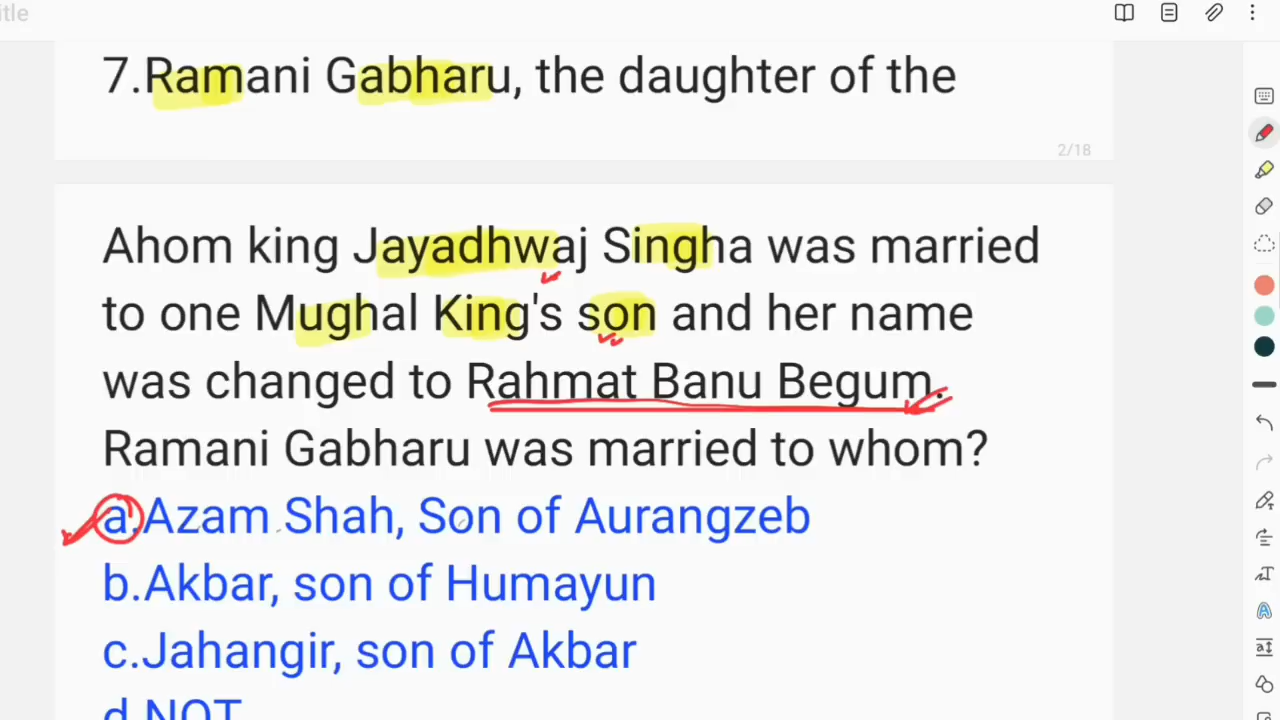 itle
7.Ramani Gabharu, the daughter of the
2/18
Ahom king Jayadhwaj Singha was married
to one Mughal King's son and her name
was changed to Rahmat Banu Begum.
Ramani Gabharu was married to whom?
a.Azam Shah, Son of Aurangzeb
b.Akbar, son of Humayun
c.Jahangir, son of Akbar
d.NOT